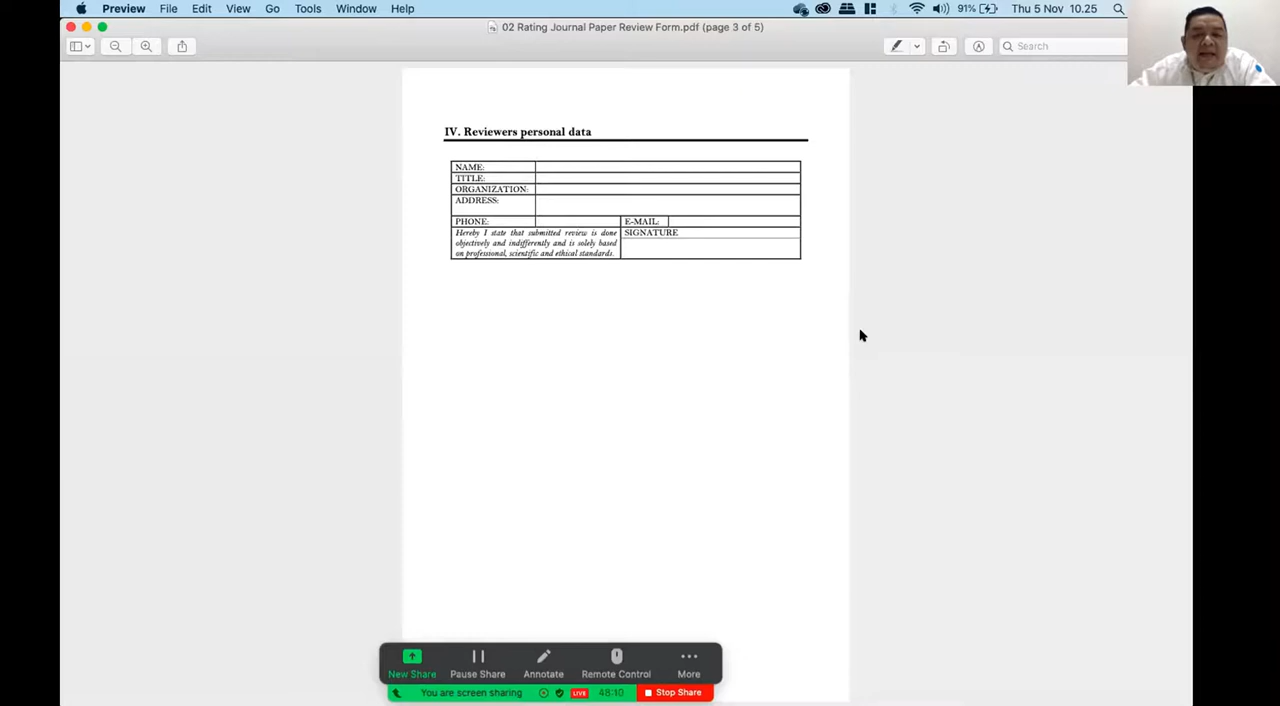 Preview File Edit View Go Tools Window Help 91% Thu 5 Nov 10.25
02 Rating Journal Paper Review Form.pdf (page 3 of 5)
Search
IV. Reviewers personal data
NAME:
TITLE:
ORGANIZATION:
ADDRESS:
PHONE: E-MAIL:
Hereby I state that submitted review is done
objectively and indifferently and is solely based
on professional, scientific and ethical standards.
SIGNATURE
New Share Pause Share Annotate Remote Control More
You are screen sharing LIVE 48:10 Stop Share